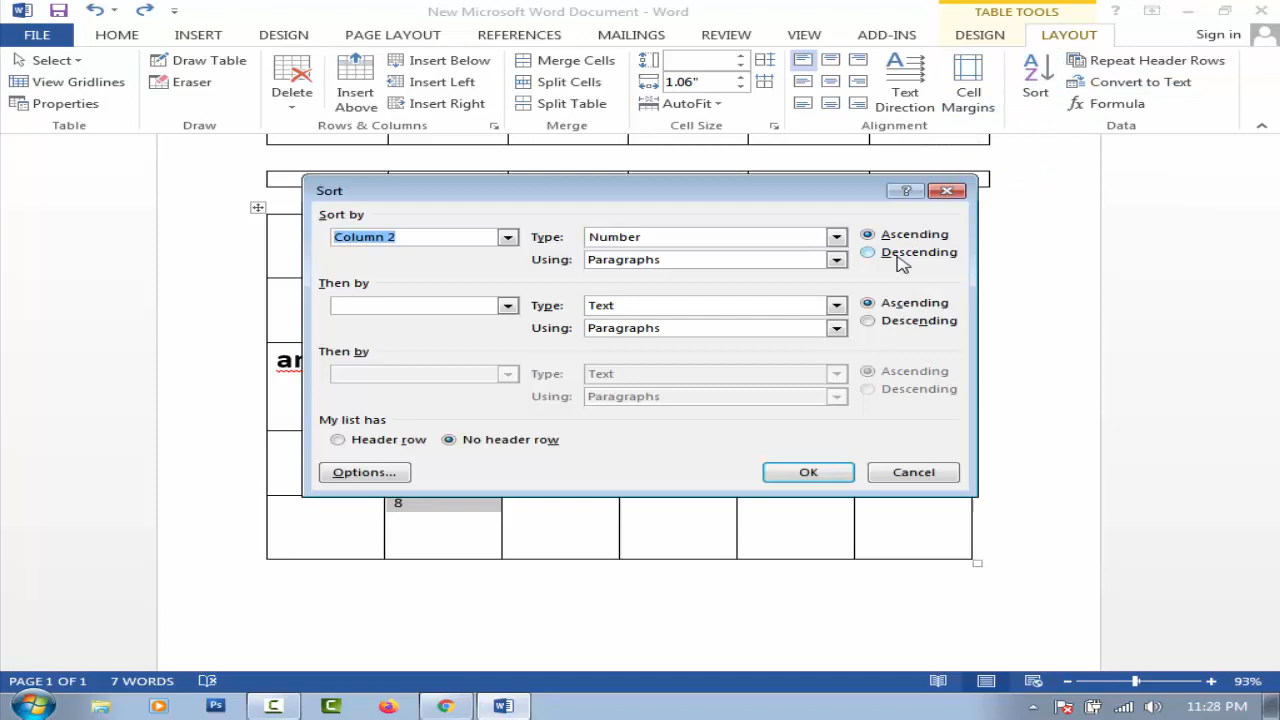 New Microsoft Word Document - Word
TABLE TOOLS
FILE HOME INSERT DESIGN PAGE LAYOUT REFERENCES MAILINGS REVIEW VIEW ADD-INS DESIGN LAYOUT Sign in
Select
View Gridlines
Properties
Table
Draw Table
Eraser
Draw
Delete
Insert Above
Insert Below
Insert Left
Insert Right
Rows & Columns
Merge Cells
Split Cells
Split Table
Merge
1.06"
AutoFit
Cell Size
Text Direction
Cell Margins
Alignment
Sort
Repeat Header Rows
Convert to Text
Formula
Data
Sort
Sort by
Column 2 Type: Number Ascending
Using: Paragraphs Descending
Then by
Type: Text Ascending
Using: Paragraphs Descending
Then by
Type: Text Ascending
Using: Paragraphs Descending
My list has
Header row No header row
Options... OK Cancel
8
PAGE 1 OF 1 7 WORDS 93%
Ps 11:28 PM